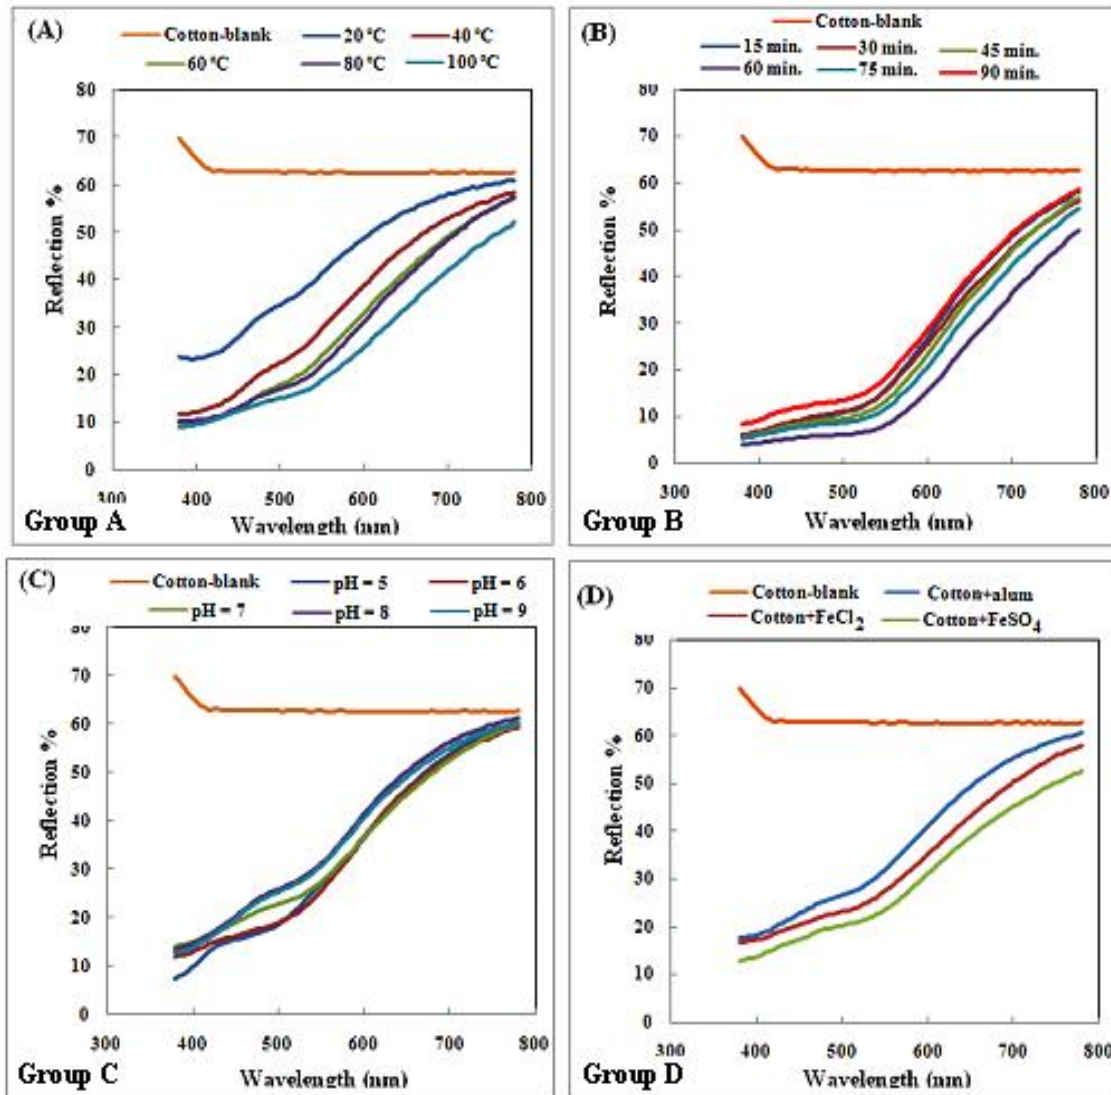 (A)
Cotton-blank 20 °C 40 °C
60 °C 80 °C 100 °C
80
70
60
50
40
30
20
10
0
Reflection %
300 400 500 600 700 800
Wavelength (nm)
Group A
(B)
Cotton-blank
15 min. 30 min. 45 min.
60 min. 75 min. 90 min.
80
70
60
50
40
30
20
10
0
Reflection %
300 400 500 600 700 800
Wavelength (nm)
Group B
(C)
Cotton-blank pH = 5 pH = 6
pH = 7 pH = 8 pH = 9
80
70
60
50
40
30
20
10
0
Reflection %
300 400 500 600 700 800
Wavelength (nm)
Group C
(D)
Cotton-blank Cotton+alum
Cotton+FeCl₂ Cotton+FeSO₄
80
70
60
50
40
30
20
10
0
Reflection %
300 400 500 600 700 800
Wavelength (nm)
Group D